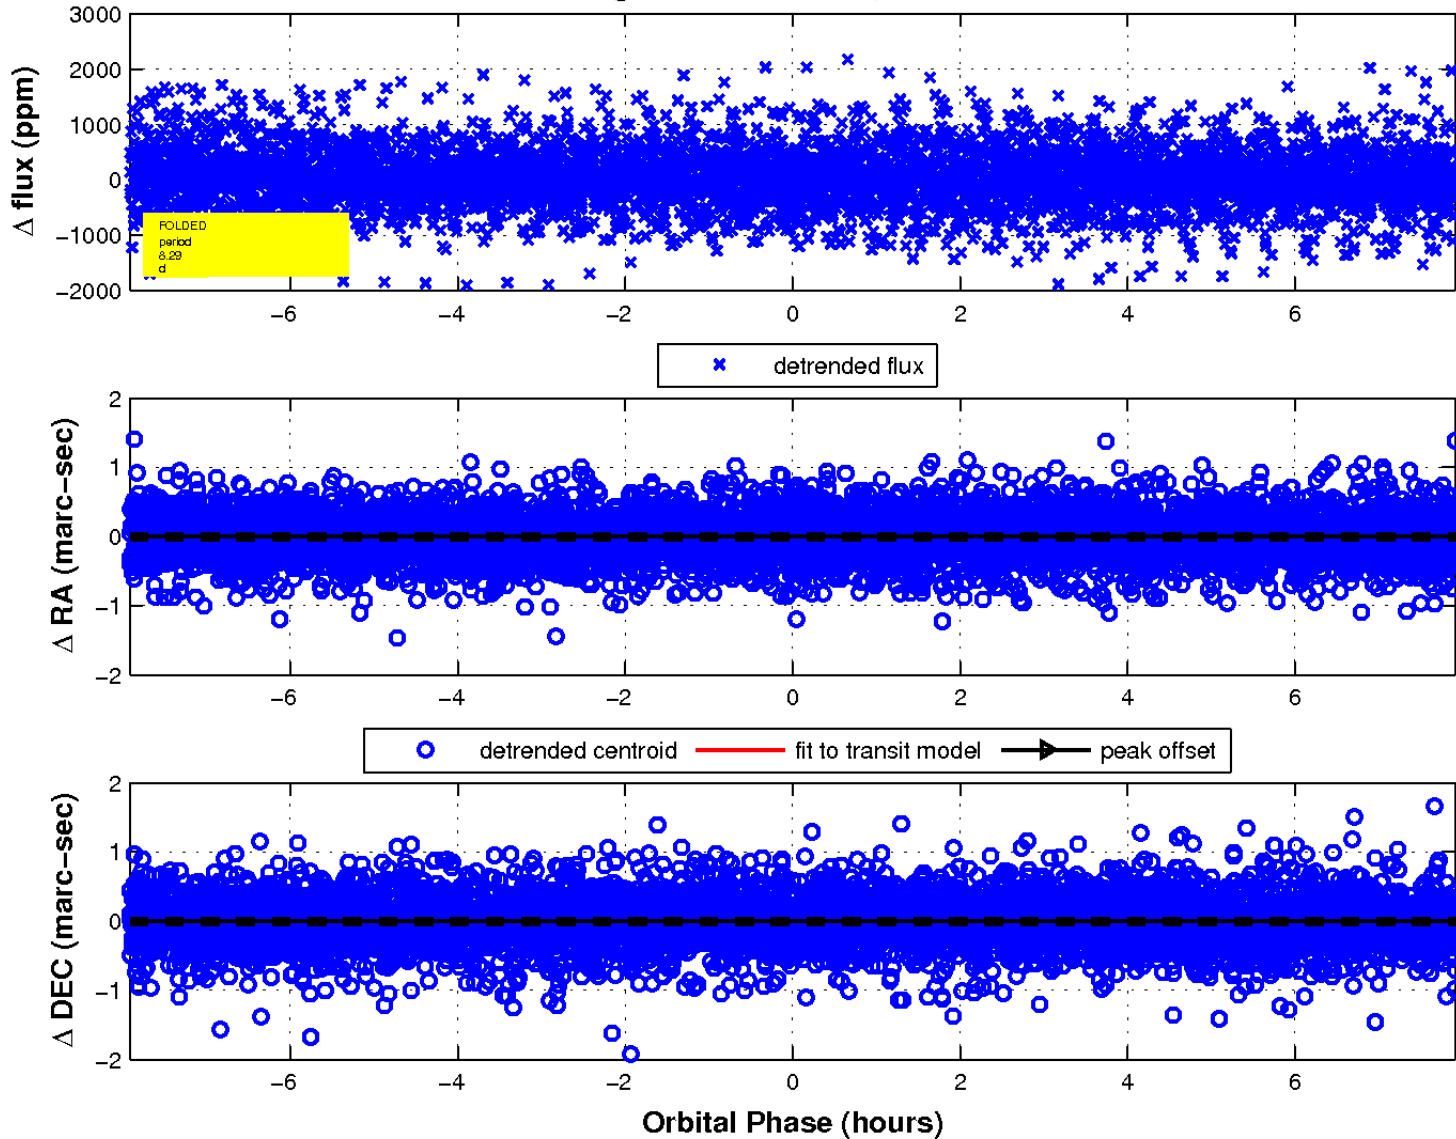 3000
2000
1000
0
−1000
−2000
Δ flux (ppm)
FOLDED
period
8.29
d
−6 −4 −2 0 2 4 6
detrended flux
2
1
0
−1
−2
Δ RA (marc−sec)
−6 −4 −2 0 2 4 6
detrended centroid fit to transit model peak offset
2
1
0
−1
−2
Δ DEC (marc−sec)
−6 −4 −2 0 2 4 6
Orbital Phase (hours)